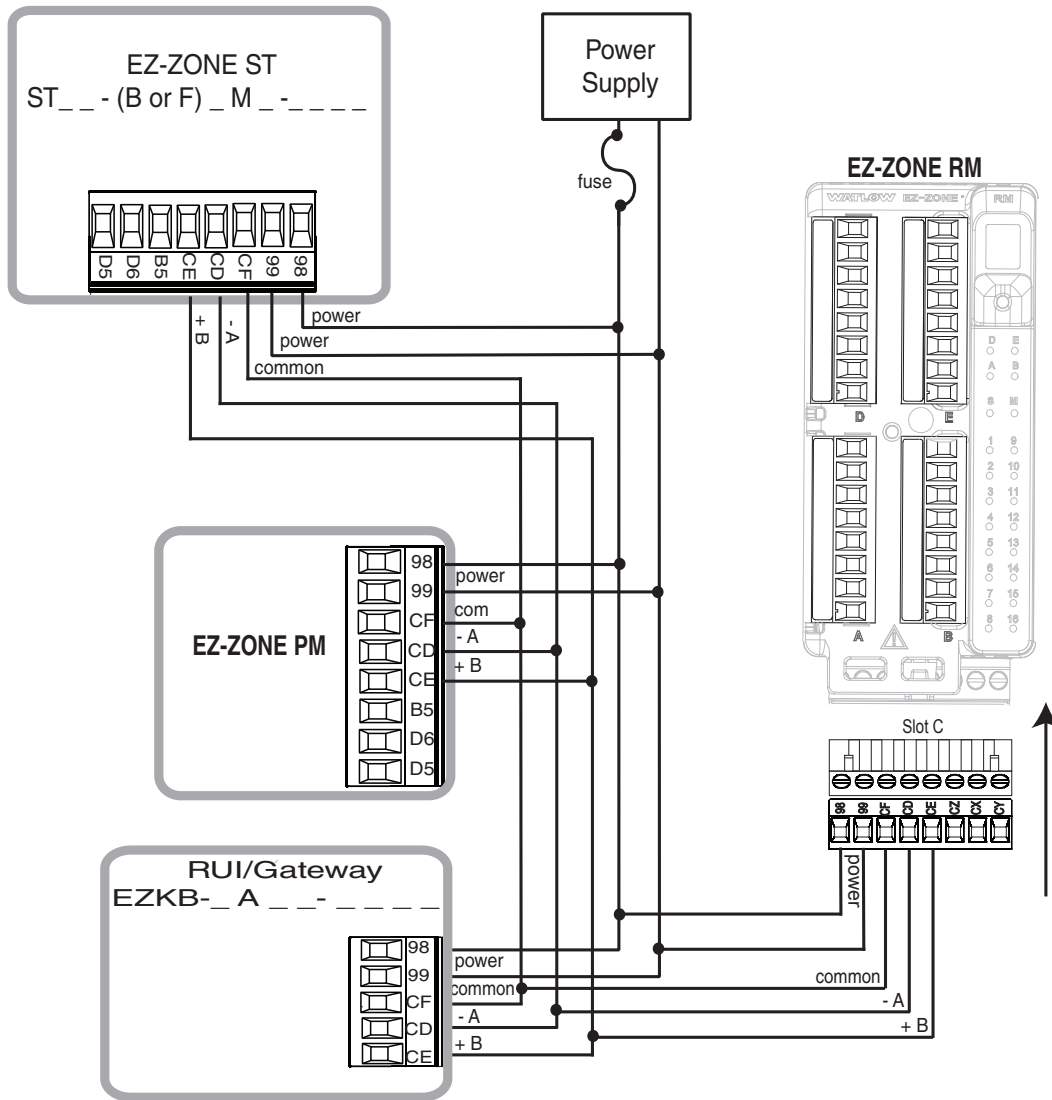 EZ-ZONE ST
ST_ _ - (B or F) _ M _ -_ _ _ _
D5
D6
B5
CE
CD
CF
99
98
+ B
- A
power
power
common
Power
Supply
fuse
EZ-ZONE RM
WATLOW EZ-ZONE
RM
D E
A B
S M
1 9
2 10
3 11
4 12
5 13
6 14
7 15
8 16
D
E
A
B
EZ-ZONE PM
98
99
CF
CD
CE
B5
D6
D5
power
com
- A
+ B
Slot C
98
99
CF
CD
CE
CZ
CX
CY
power
common
- A
+ B
RUI/Gateway
EZKB-_ A _ _- _ _ _ _
98
99
CF
CD
CE
power
common
- A
+ B